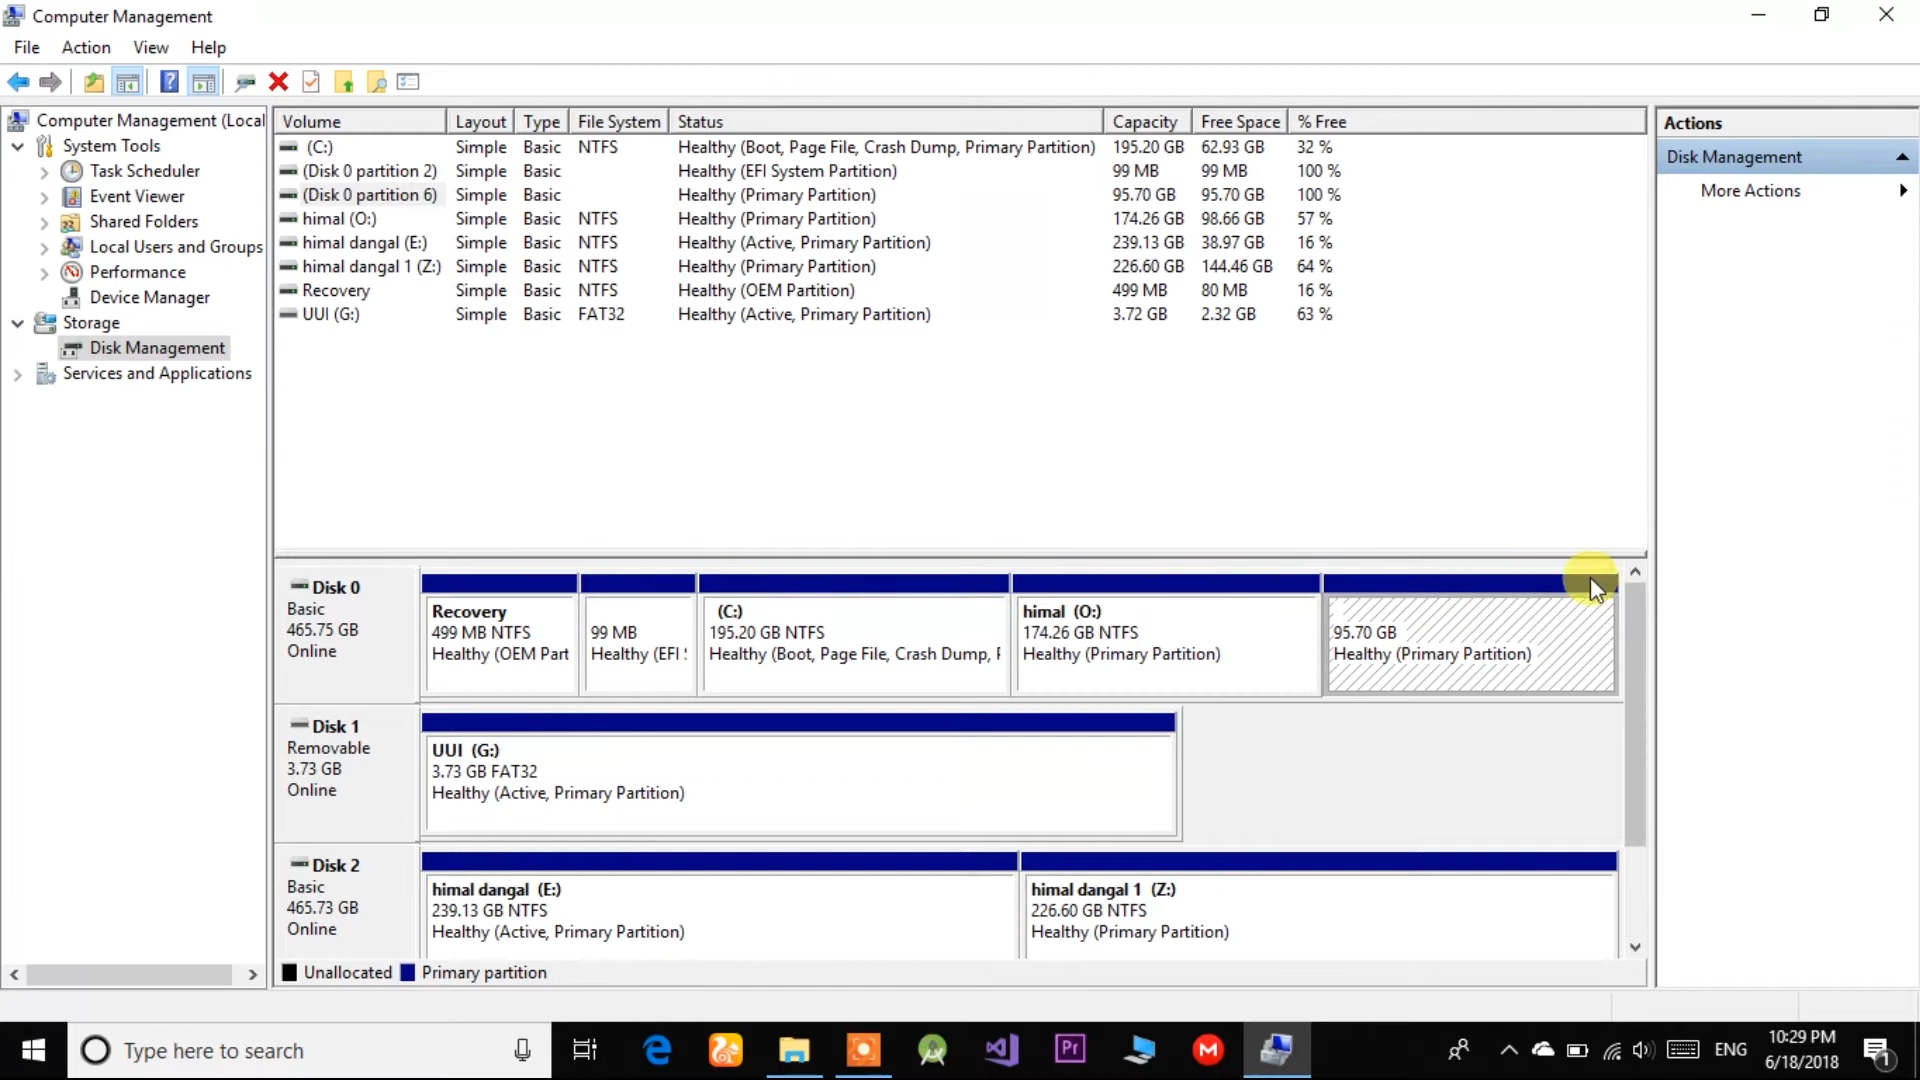 Computer Management
File Action View Help
Computer Management (Local
System Tools
Task Scheduler
Event Viewer
Shared Folders
Local Users and Groups
Performance
Device Manager
Storage
Disk Management
Services and Applications
Volume Layout Type File System Status Capacity Free Space % Free
(C:) Simple Basic NTFS Healthy (Boot, Page File, Crash Dump, Primary Partition) 195.20 GB 62.93 GB 32 %
(Disk 0 partition 2) Simple Basic Healthy (EFI System Partition) 99 MB 99 MB 100 %
(Disk 0 partition 6) Simple Basic Healthy (Primary Partition) 95.70 GB 95.70 GB 100 %
himal (O:) Simple Basic NTFS Healthy (Primary Partition) 174.26 GB 98.66 GB 57 %
himal dangal (E:) Simple Basic NTFS Healthy (Active, Primary Partition) 239.13 GB 38.97 GB 16 %
himal dangal 1 (Z:) Simple Basic NTFS Healthy (Primary Partition) 226.60 GB 144.46 GB 64 %
Recovery Simple Basic NTFS Healthy (OEM Partition) 499 MB 80 MB 16 %
UUI (G:) Simple Basic FAT32 Healthy (Active, Primary Partition) 3.72 GB 2.32 GB 63 %
Actions
Disk Management
More Actions
Disk 0
Basic
465.75 GB
Online
Recovery
499 MB NTFS
Healthy (OEM Part
99 MB
Healthy (EFI S
(C:)
195.20 GB NTFS
Healthy (Boot, Page File, Crash Dump, P
himal (O:)
174.26 GB NTFS
Healthy (Primary Partition)
95.70 GB
Healthy (Primary Partition)
Disk 1
Removable
3.73 GB
Online
UUI (G:)
3.73 GB FAT32
Healthy (Active, Primary Partition)
Disk 2
Basic
465.73 GB
Online
himal dangal (E:)
239.13 GB NTFS
Healthy (Active, Primary Partition)
himal dangal 1 (Z:)
226.60 GB NTFS
Healthy (Primary Partition)
Unallocated Primary partition
Type here to search
Pr
M
ENG
10:29 PM
6/18/2018
1